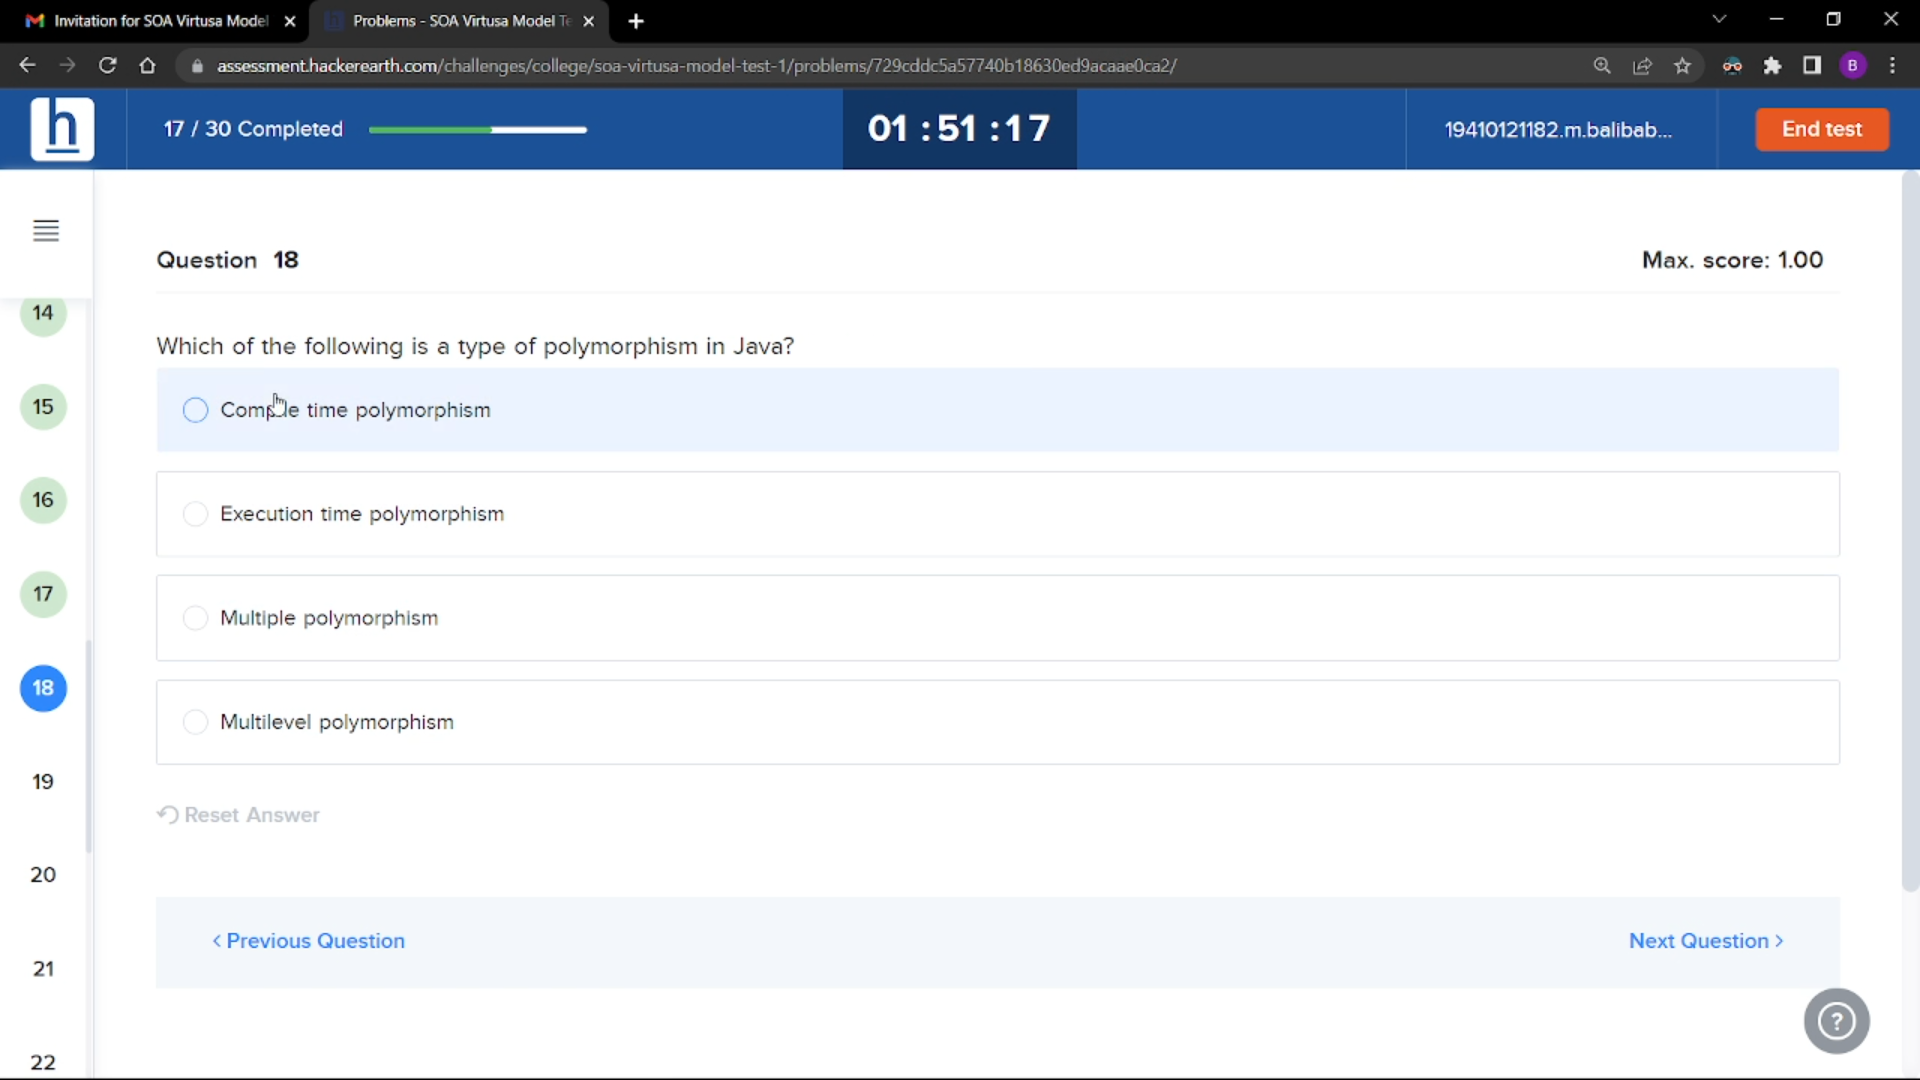 Invitation for SOA Virtusa Model
Problems - SOA Virtusa Model Te
assessment.hackerearth.com/challenges/college/soa-virtusa-model-test-1/problems/729cddc5a57740b18630ed9acaae0ca2/
B
h
17 / 30 Completed
01 : 51 : 17
19410121182.m.balibab...
End test
Question 18
Max. score: 1.00
14
15
16
17
18
19
20
21
22
Which of the following is a type of polymorphism in Java?
Compile time polymorphism
Execution time polymorphism
Multiple polymorphism
Multilevel polymorphism
Reset Answer
< Previous Question
Next Question >
?